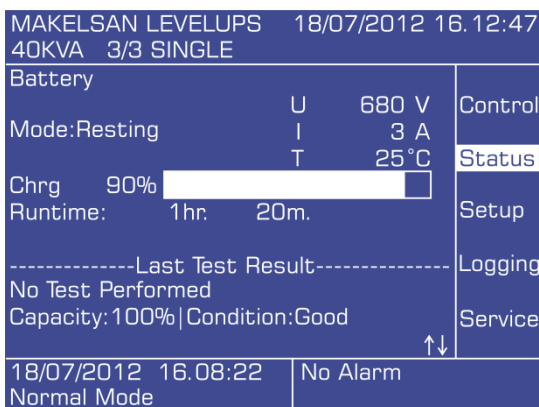 MAKELSAN LEVELUPS 18/07/2012 16.12:47
40KVA 3/3 SINGLE
Battery
U 680 V
Mode:Resting I 3 A
T 25°C
Chrg 90%
Runtime: 1hr. 20m.
-------------Last Test Result--------------
No Test Performed
Capacity:100%|Condition:Good
↑↓
Control
Status
Setup
Logging
Service
18/07/2012 16.08:22
Normal Mode
No Alarm